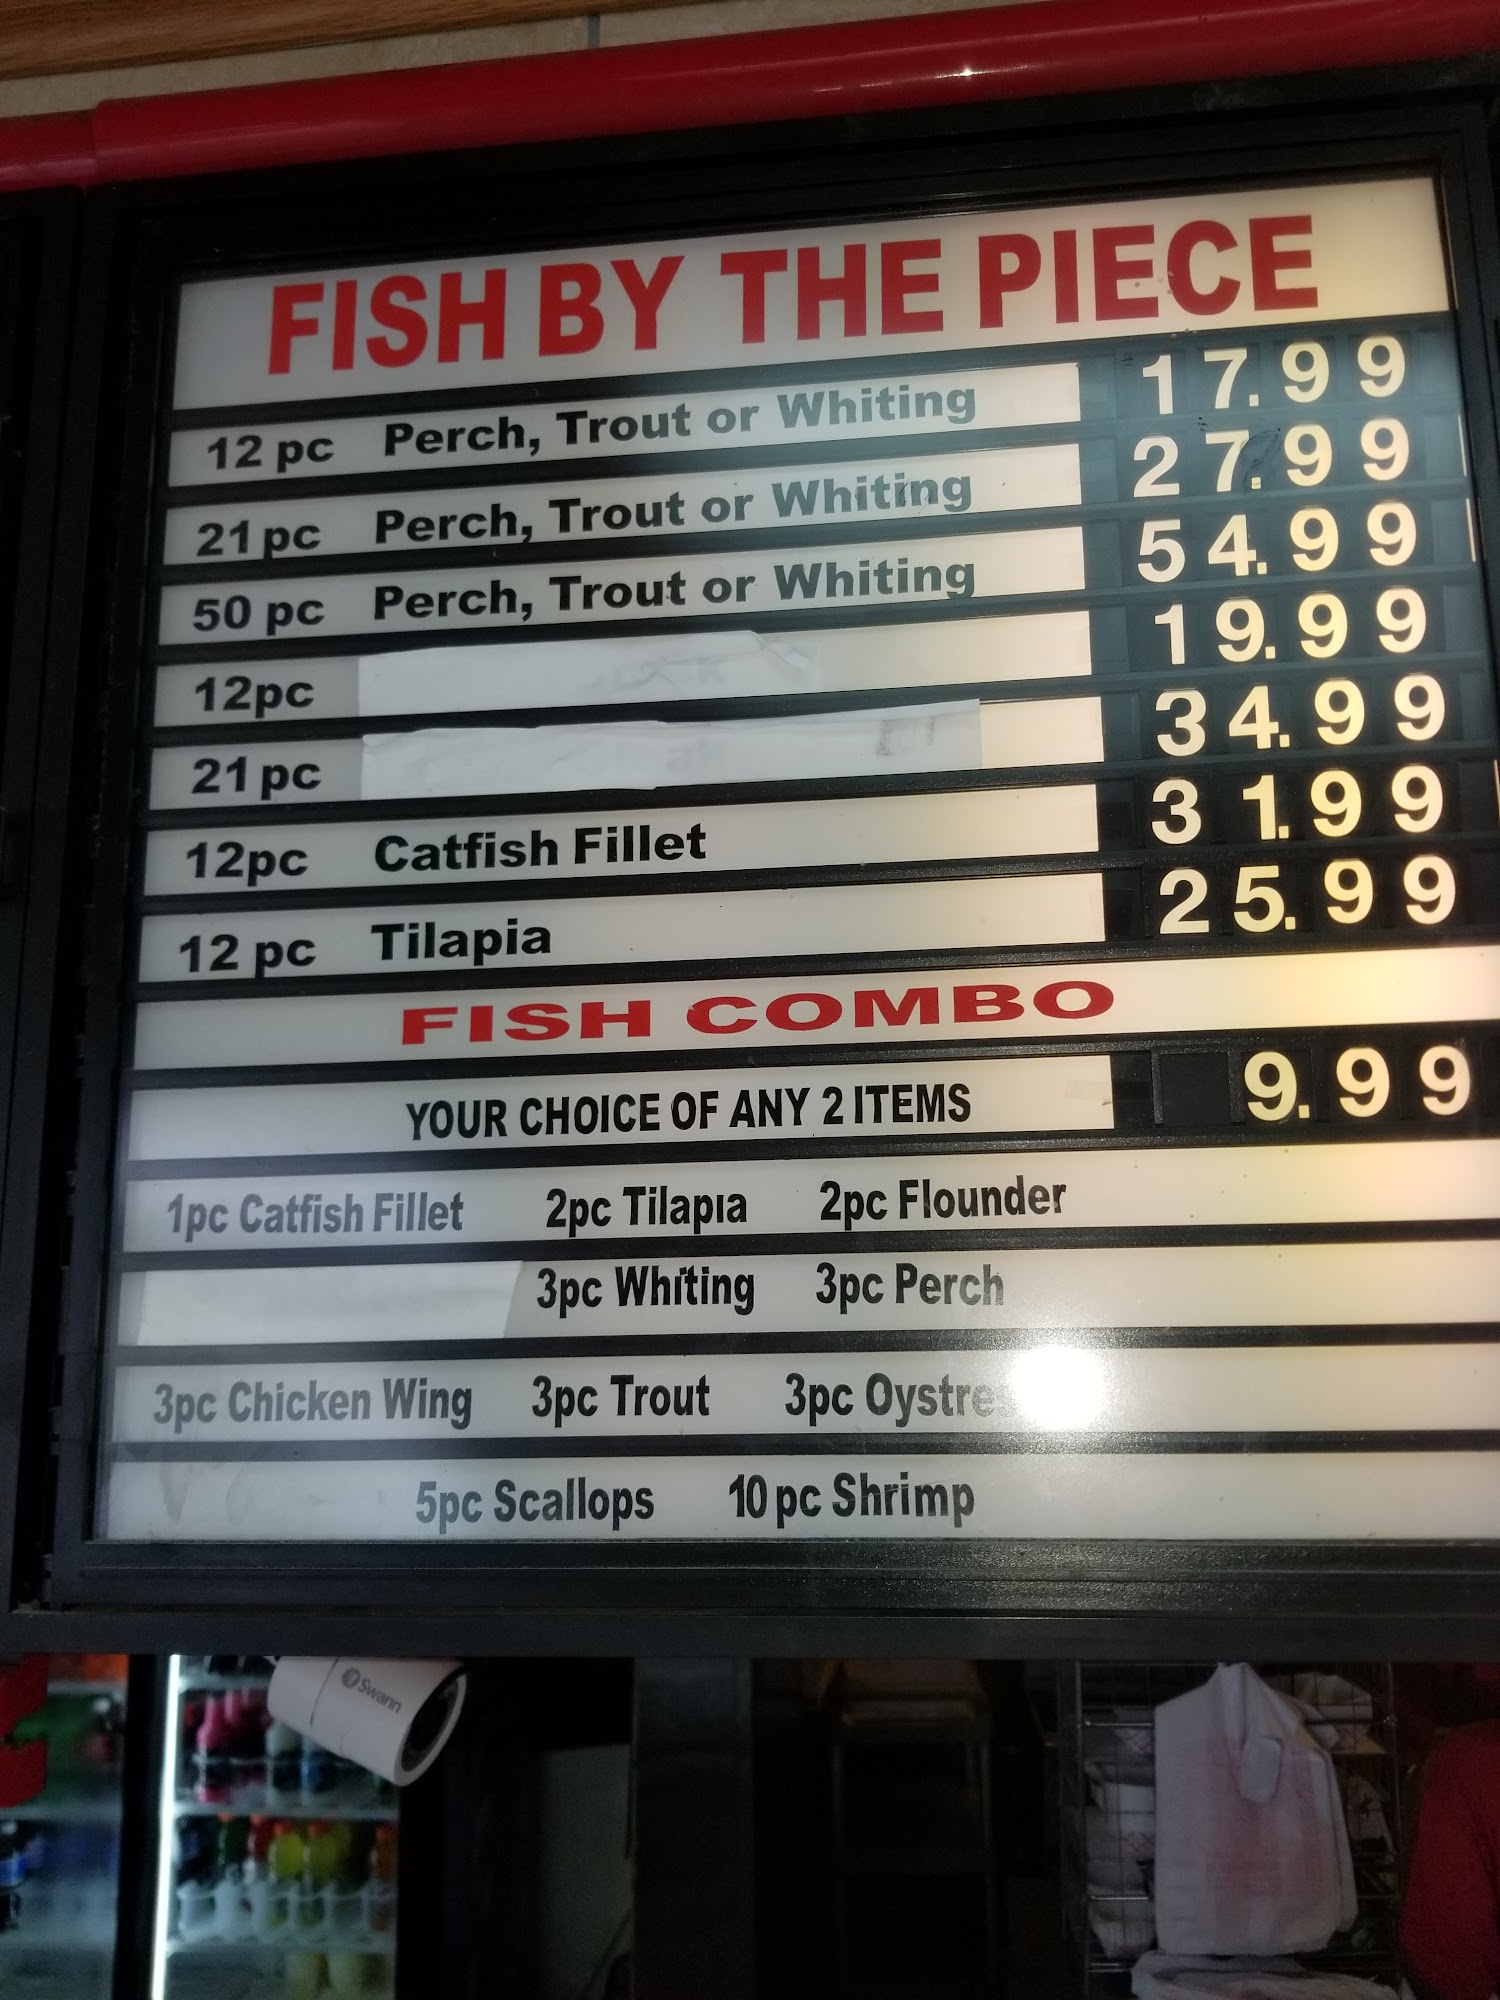 FISH BY THE PIECE
12 pc Perch, Trout or Whiting 17.99
21 pc Perch, Trout or Whiting 27.99
50 pc Perch, Trout or Whiting 54.99
12pc 19.99
21 pc 34.99
12pc Catfish Fillet 31.99
12 pc Tilapia 25.99
FISH COMBO
YOUR CHOICE OF ANY 2 ITEMS 9.99
1pc Catfish Fillet 2pc Tilapia 2pc Flounder
3pc Whiting 3pc Perch
3pc Chicken Wing 3pc Trout 3pc Oystre
5pc Scallops 10 pc Shrimp
Swann